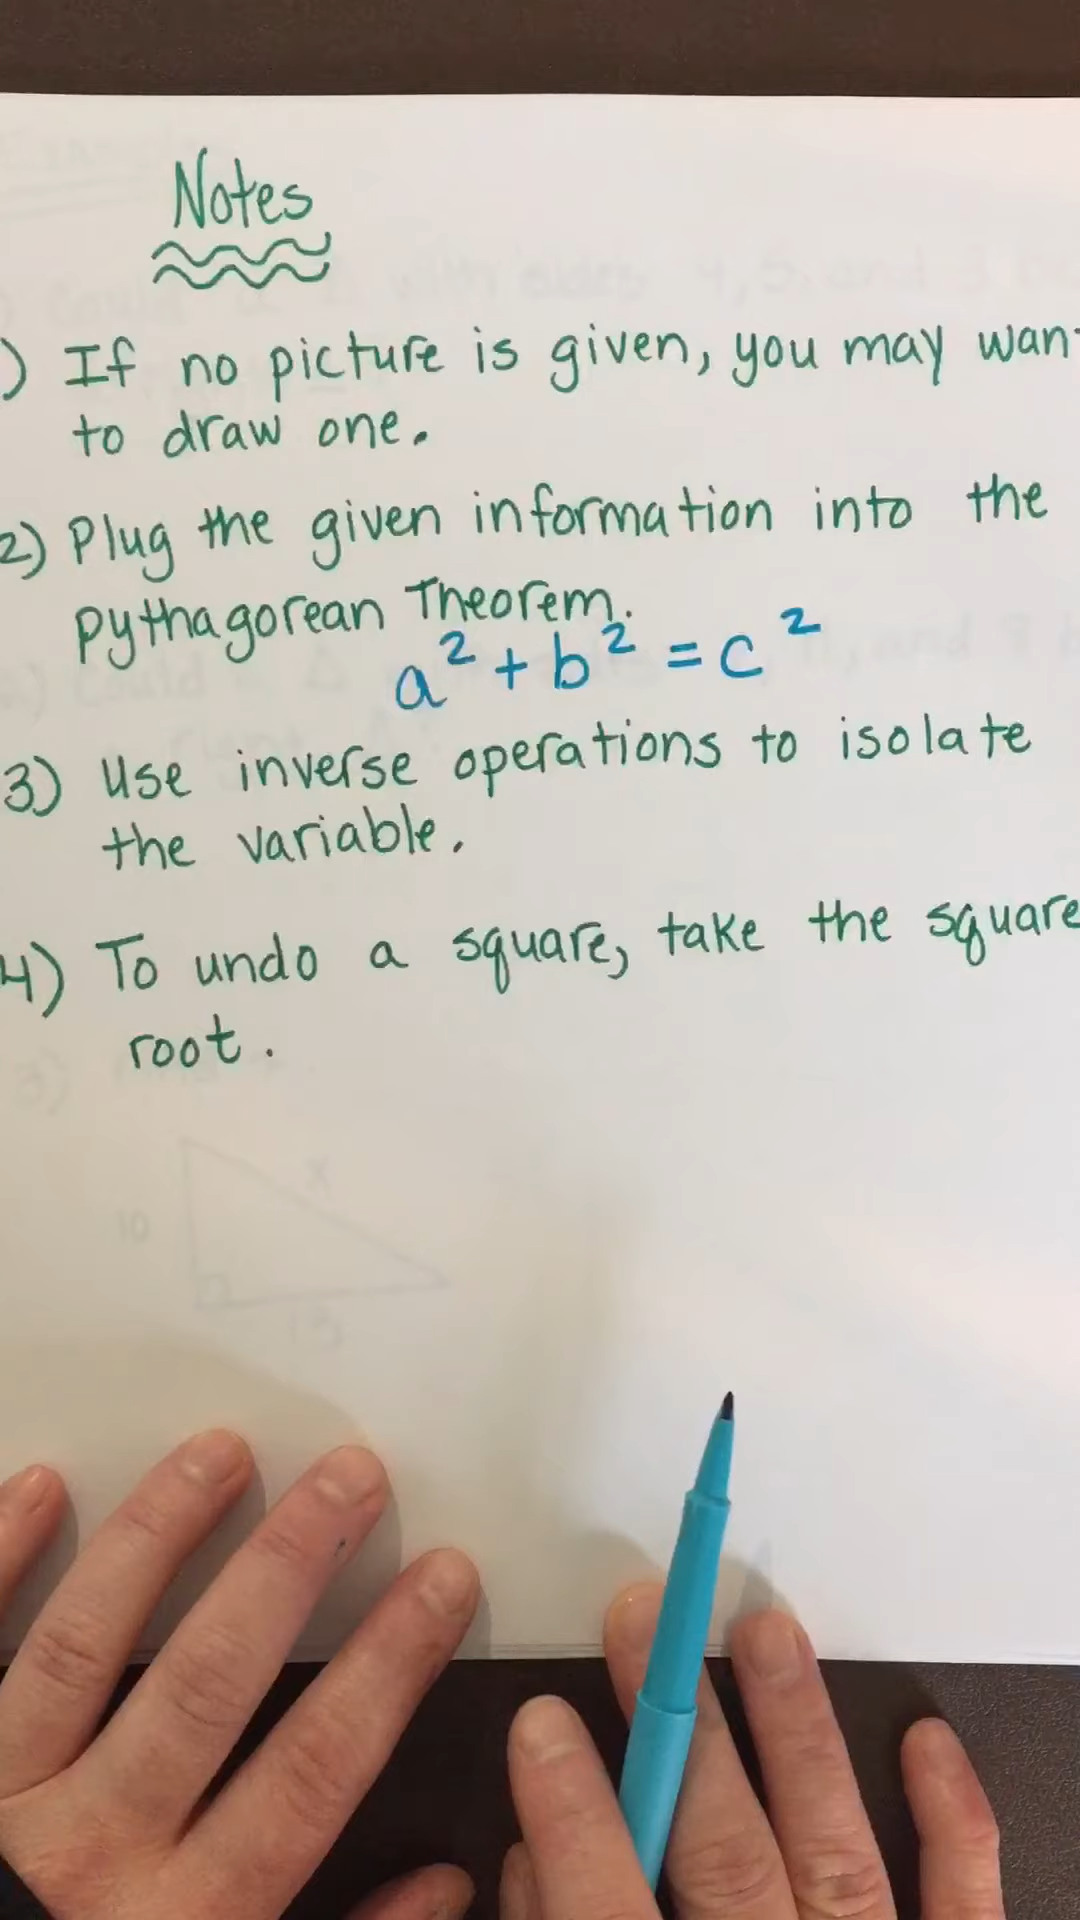 Notes
) If no picture is given, you may wan
to draw one.
2) Plug the given information into the
pythagorean Theorem.
a² + b² = c²
3) Use inverse operations to isolate
the variable.
4) To undo a square, take the square
root.
x
10